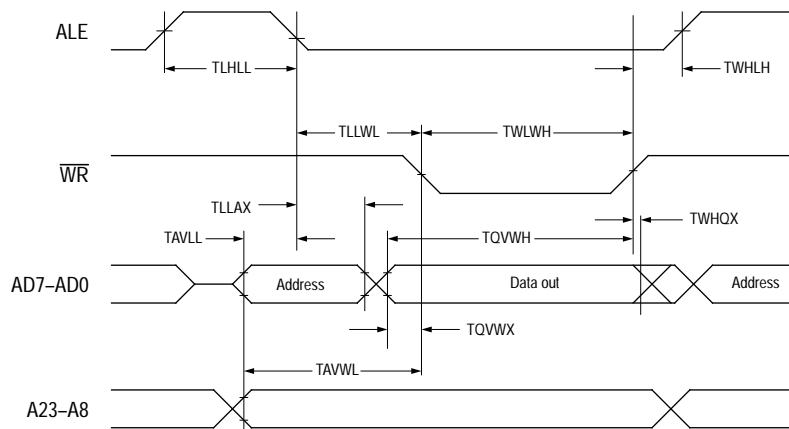 ALE
TLHLL
TWHLH
TLLWL
TWLWH
WR
TLLAX
TWHQX
TAVLL
TQVWH
AD7–AD0
Address
Data out
Address
TQVWX
TAVWL
A23–A8